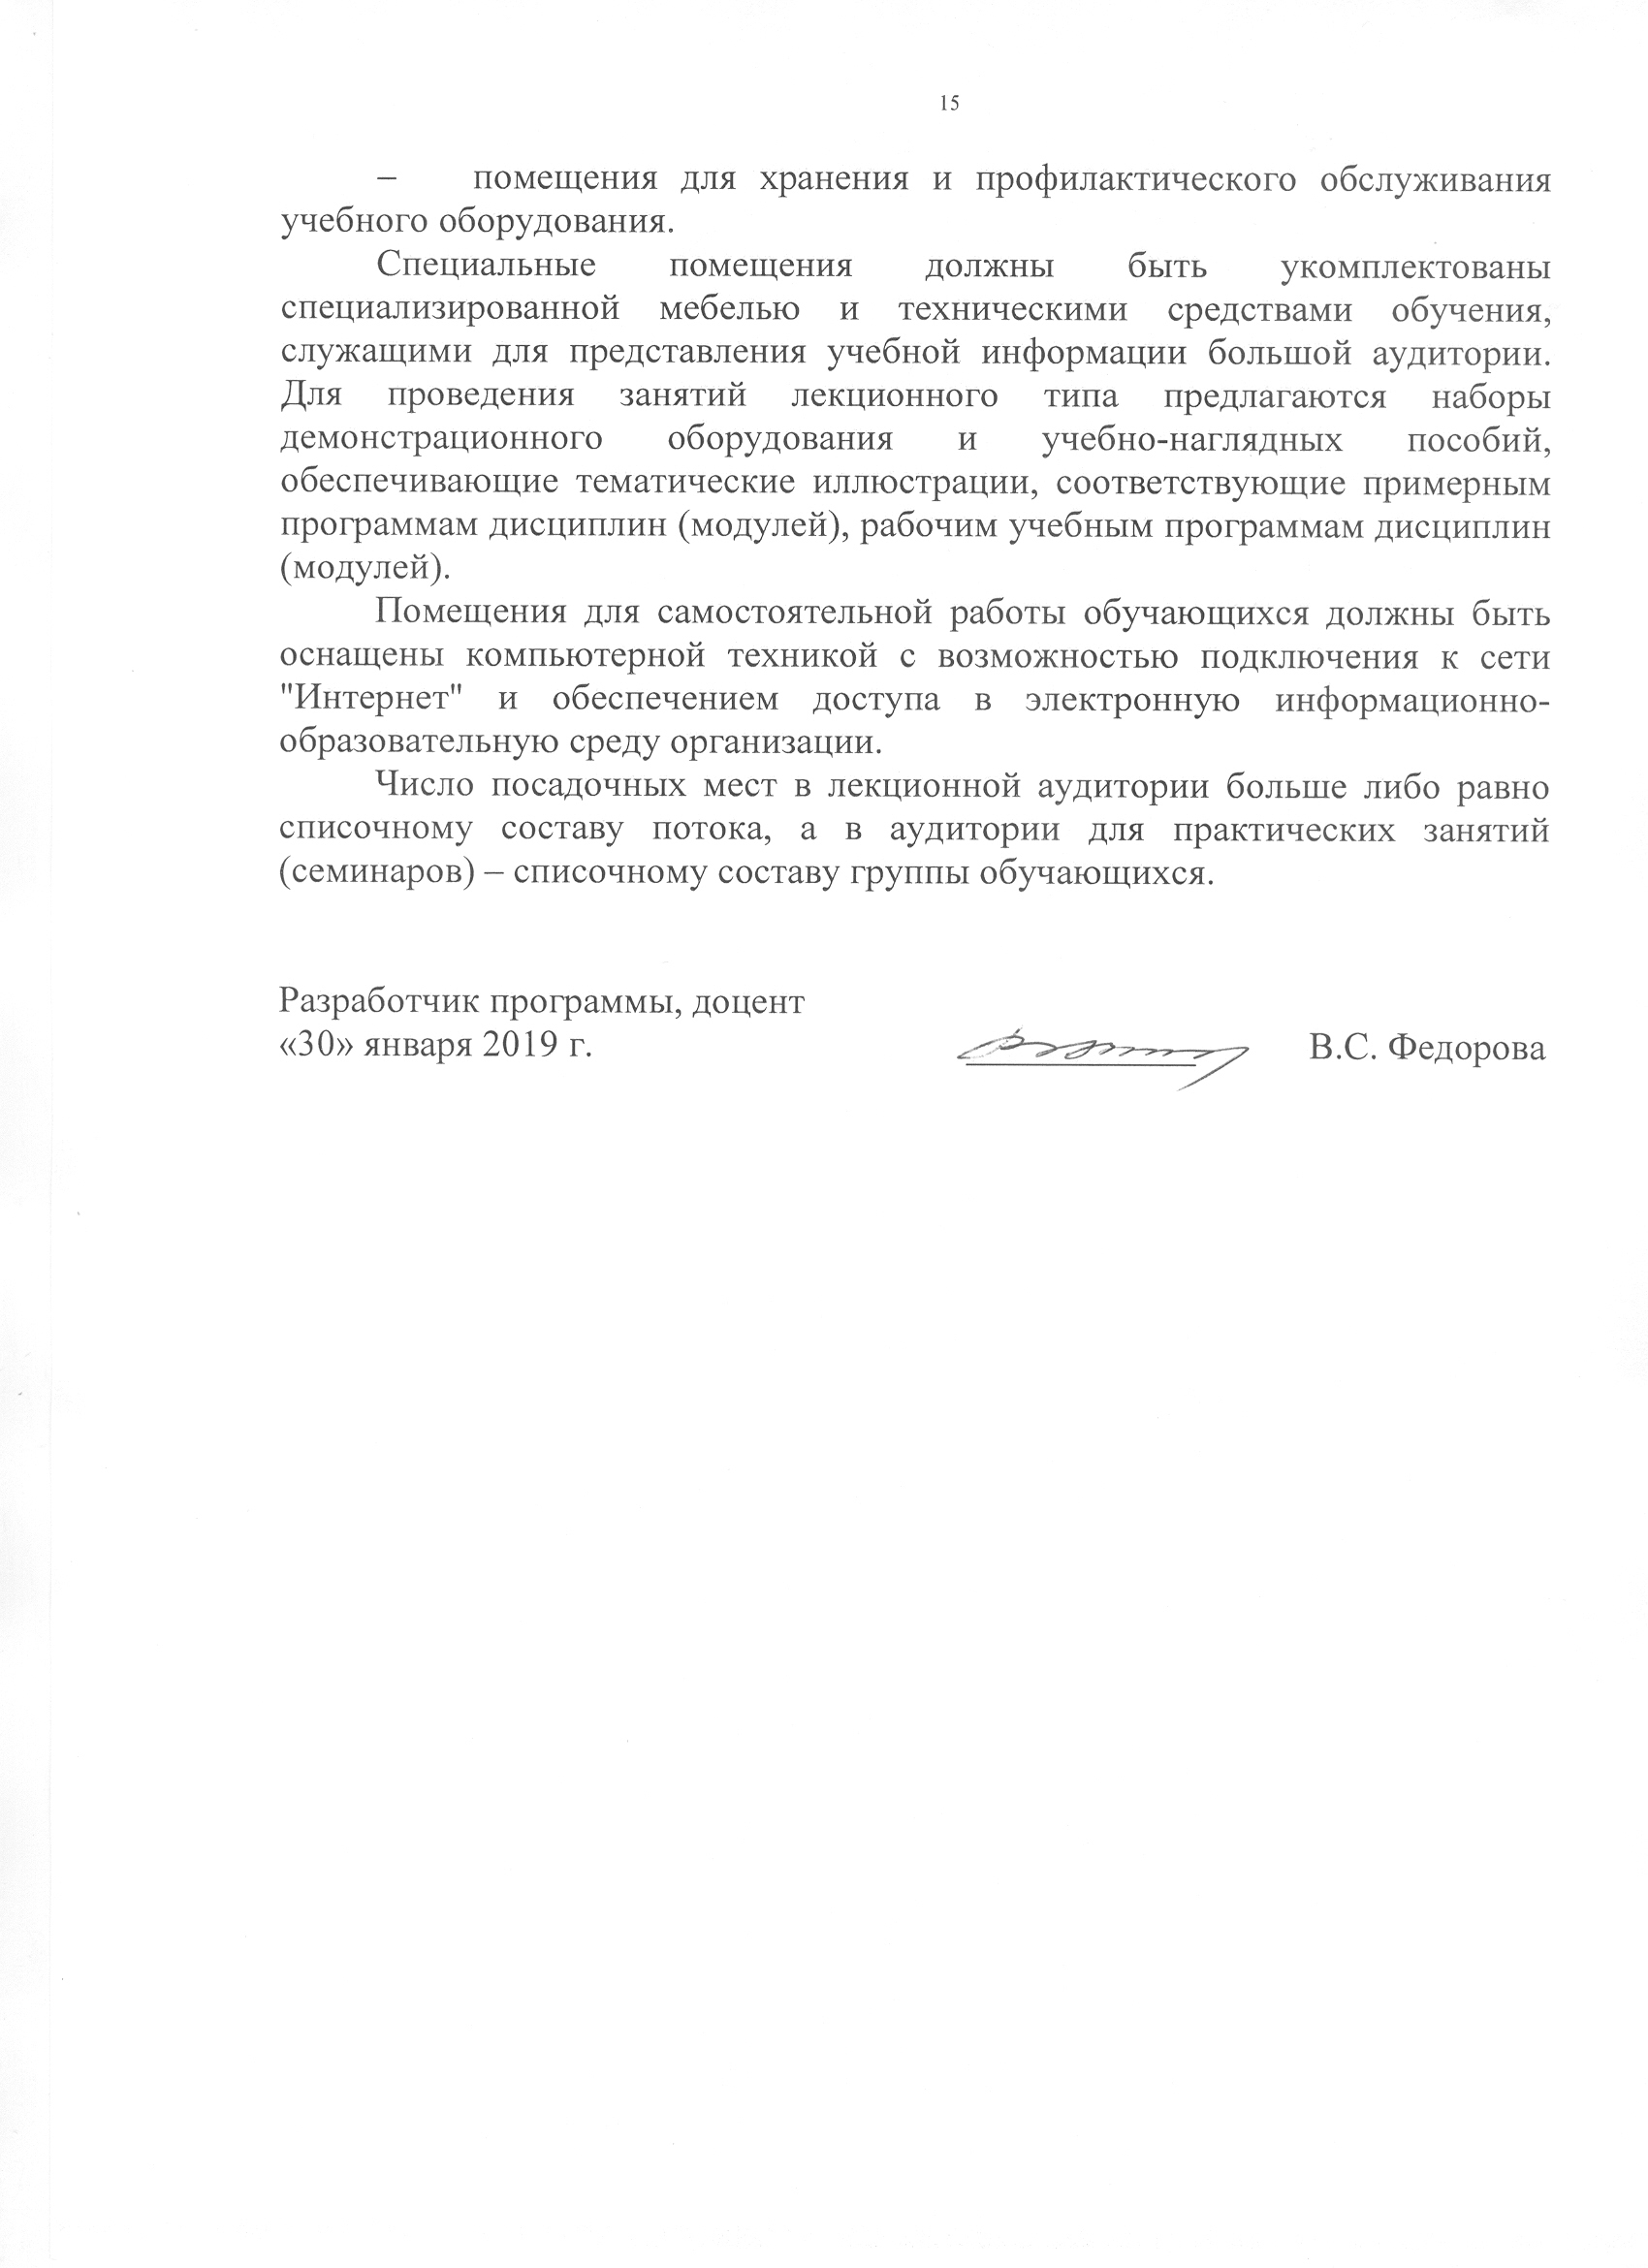 15
– помещения для хранения и профилактического обслуживания
учебного оборудования.
Специальные помещения должны быть укомплектованы
специализированной мебелью и техническими средствами обучения,
служащими для представления учебной информации большой аудитории.
Для проведения занятий лекционного типа предлагаются наборы
демонстрационного оборудования и учебно-наглядных пособий,
обеспечивающие тематические иллюстрации, соответствующие примерным
программам дисциплин (модулей), рабочим учебным программам дисциплин
(модулей).
Помещения для самостоятельной работы обучающихся должны быть
оснащены компьютерной техникой с возможностью подключения к сети
"Интернет" и обеспечением доступа в электронную информационно-
образовательную среду организации.
Число посадочных мест в лекционной аудитории больше либо равно
списочному составу потока, а в аудитории для практических занятий
(семинаров) – списочному составу группы обучающихся.
Разработчик программы, доцент
«30» января 2019 г. В.С. Федорова